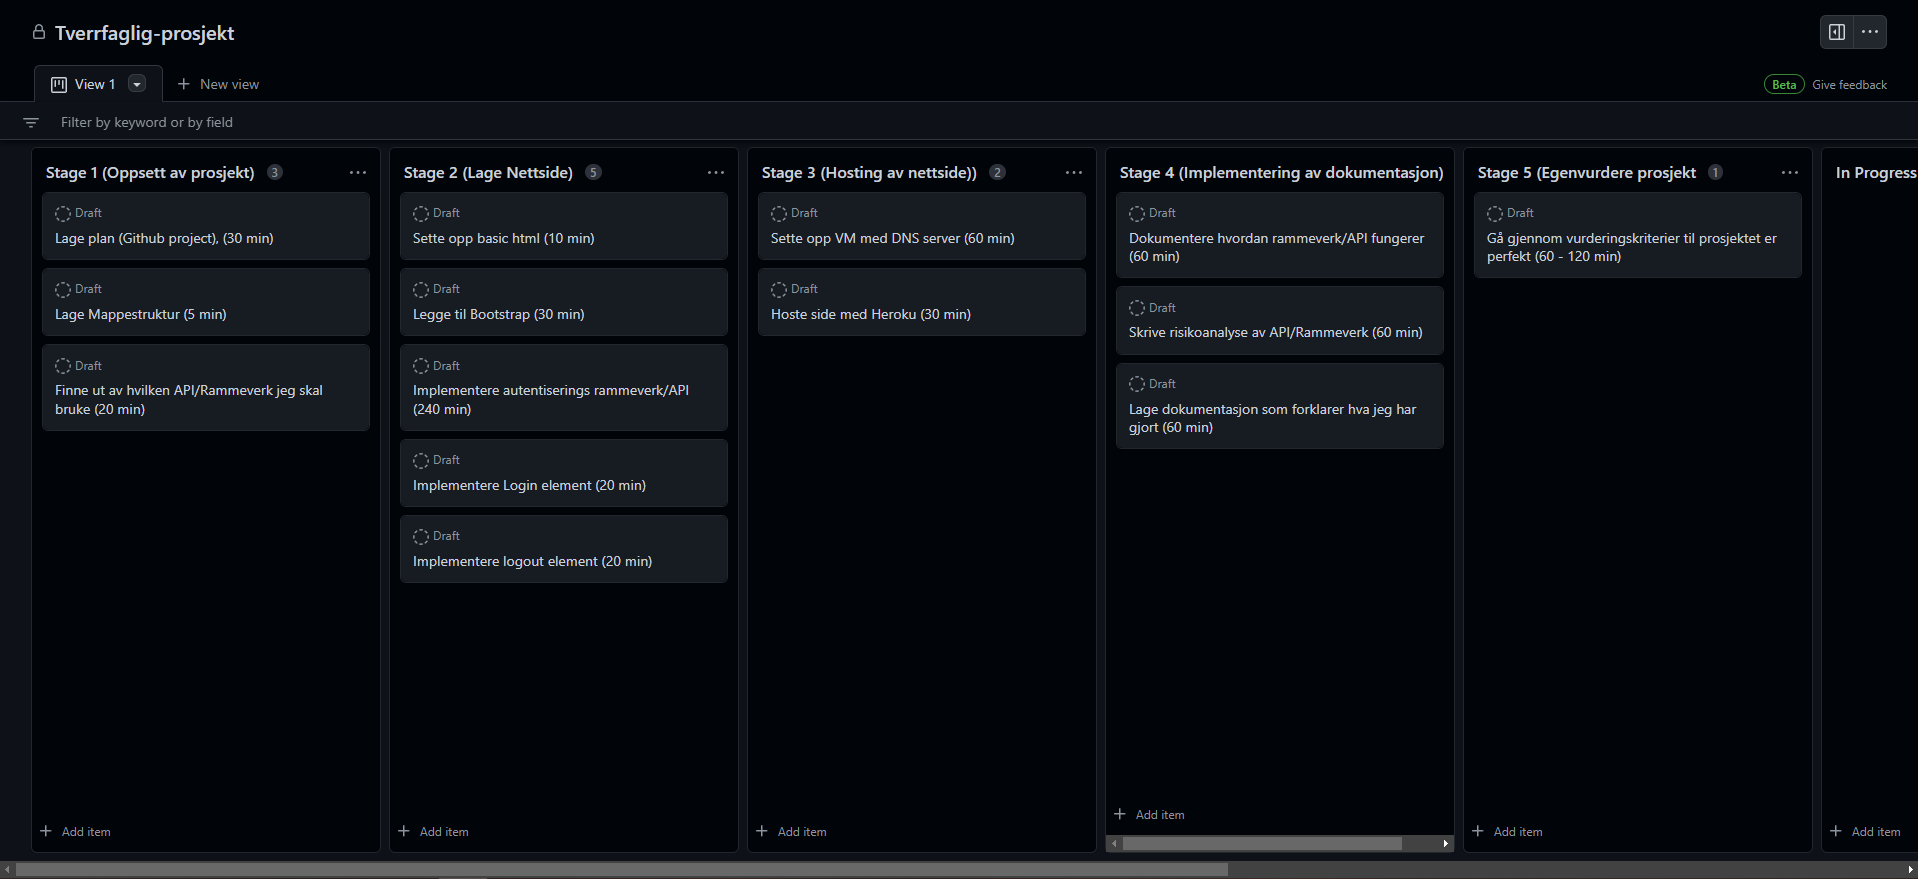 Tverrfaglig-prosjekt
View 1
New view
Beta
Give feedback
Filter by keyword or by field
Stage 1 (Oppsett av prosjekt) 3
Draft
Lage plan (Github project), (30 min)
Draft
Lage Mappestruktur (5 min)
Draft
Finne ut av hvilken API/Rammeverk jeg skal
bruke (20 min)
Add item
Stage 2 (Lage Nettside) 5
Draft
Sette opp basic html (10 min)
Draft
Legge til Bootstrap (30 min)
Draft
Implementere autentiserings rammeverk/API
(240 min)
Draft
Implementere Login element (20 min)
Draft
Implementere logout element (20 min)
Add item
Stage 3 (Hosting av nettside)) 2
Draft
Sette opp VM med DNS server (60 min)
Draft
Hoste side med Heroku (30 min)
Add item
Stage 4 (Implementering av dokumentasjon)
Draft
Dokumentere hvordan rammeverk/API fungerer
(60 min)
Draft
Skrive risikoanalyse av API/Rammeverk (60 min)
Draft
Lage dokumentasjon som forklarer hva jeg har
gjort (60 min)
Add item
Stage 5 (Egenvurdere prosjekt 1
Draft
Gå gjennom vurderingskriterier til prosjektet er
perfekt (60 - 120 min)
Add item
In Progress
Add item